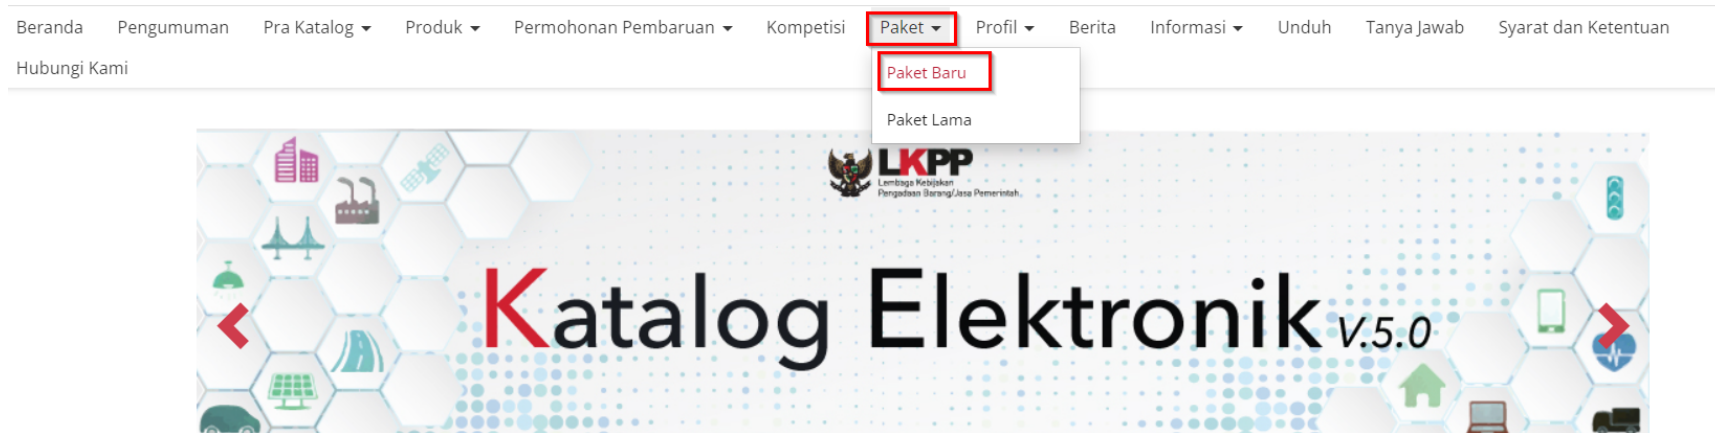 Beranda Pengumuman Pra Katalog Produk Permohonan Pembaruan Kompetisi Paket Profil Berita Informasi Unduh Tanya Jawab Syarat dan Ketentuan
Hubungi Kami
Paket Baru
Paket Lama
LKPP
Lembaga Kebijakan
Pengadaan Barang/Jasa Pemerintah
Katalog Elektronik V.5.0